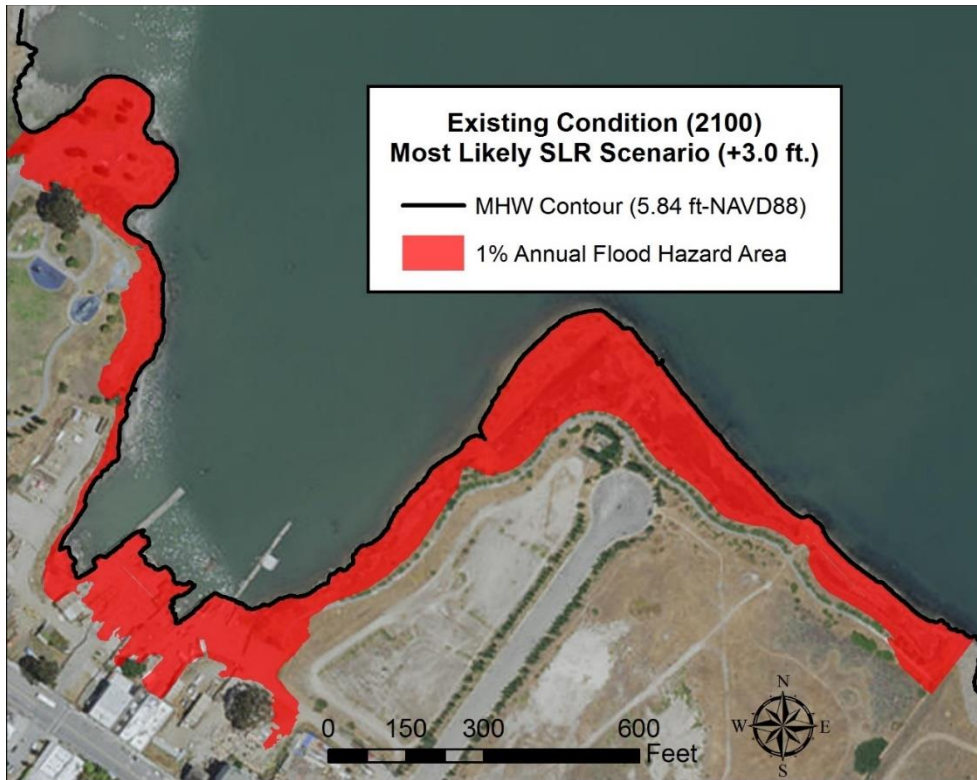 Existing Condition (2100)
Most Likely SLR Scenario (+3.0 ft.)
MHW Contour (5.84 ft-NAVD88)
1% Annual Flood Hazard Area
N
W E
S
0 150 300 600
Feet